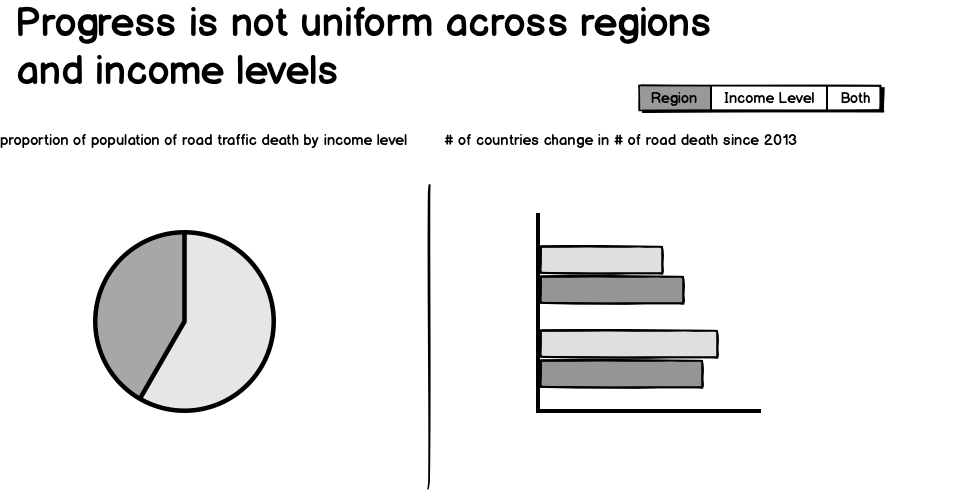 Progress is not uniform across regions
and income levels
Region Income Level Both
proportion of population of road traffic death by income level
# of countries change in # of road death since 2013